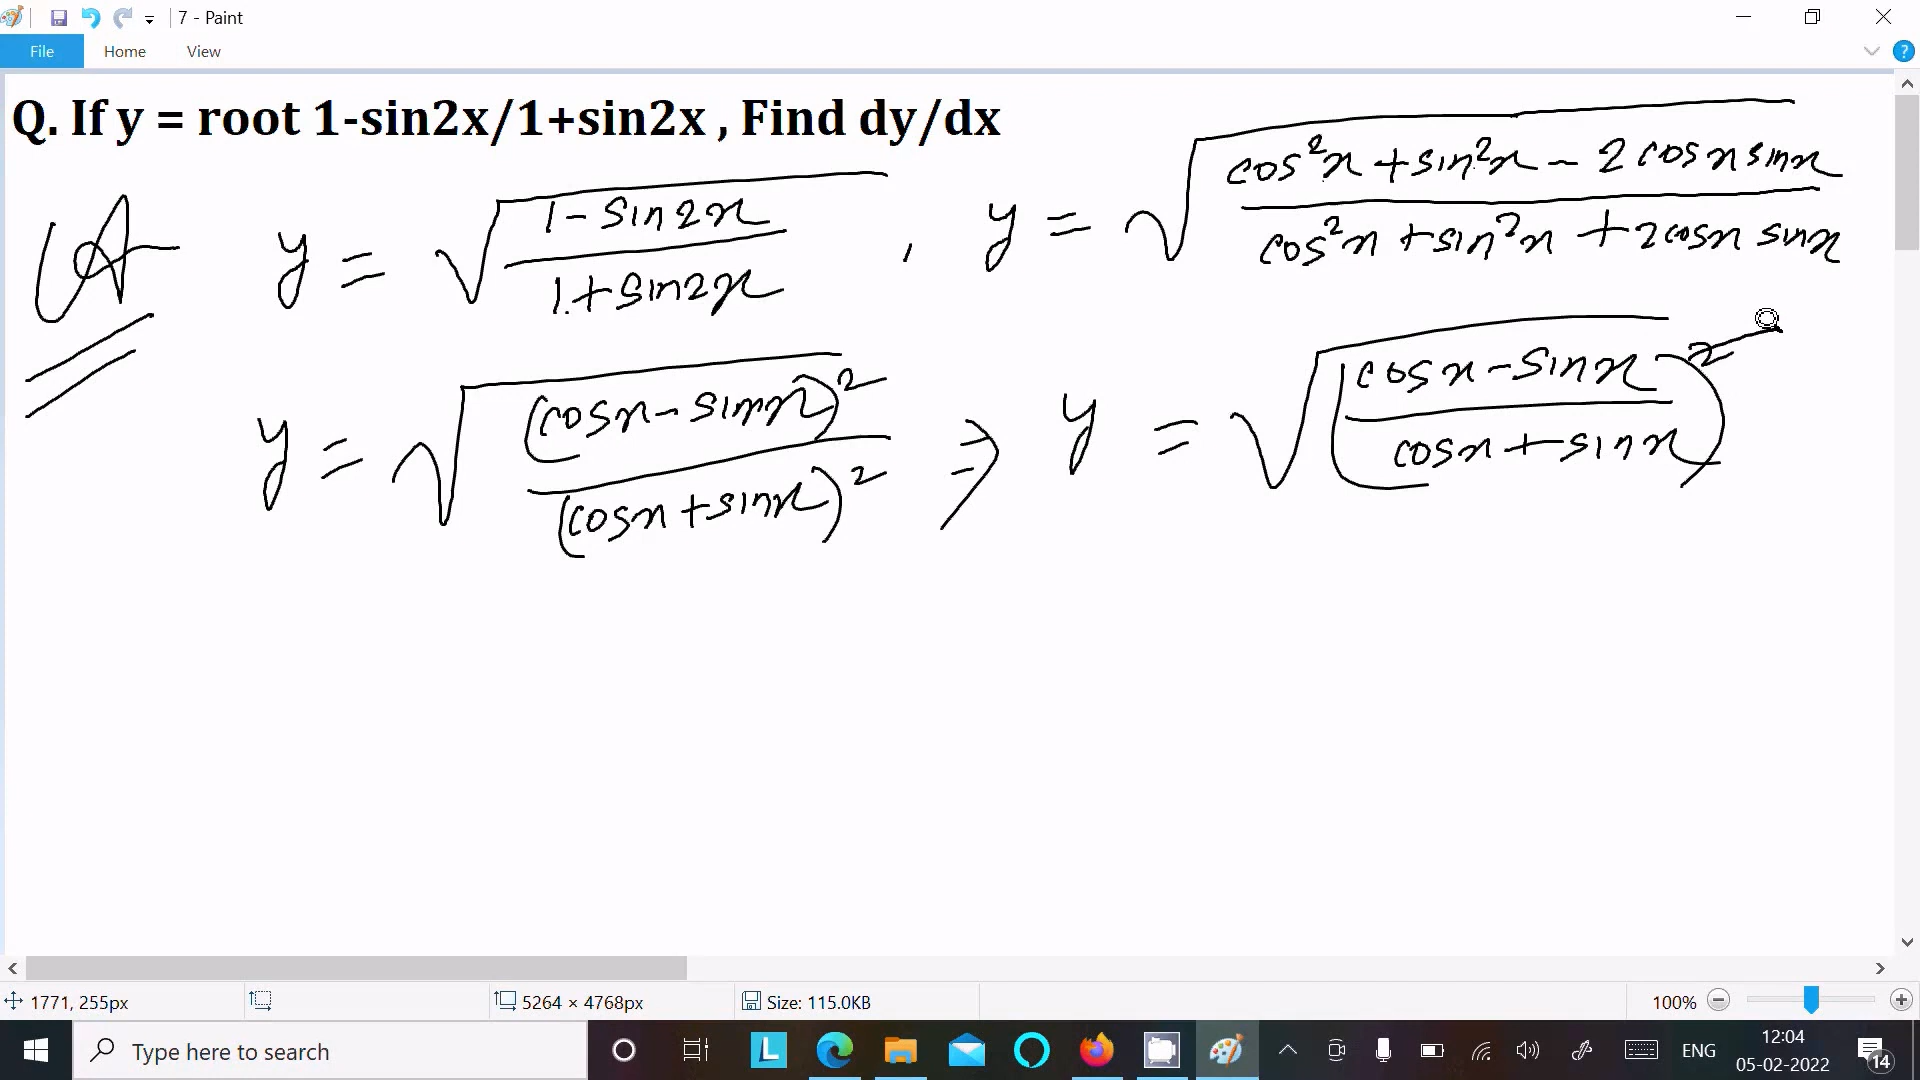 7 - Paint
File Home View
Q. If y = root 1-sin2x/1+sin2x , Find dy/dx
y = √(1 - sin2x / 1 + sin2x) , y = √(cos²x + sin²x - 2 cosx sinx / cos²x + sin²x + 2cosx sinx)
y = √((cosx - sinx)² / (cosx + sinx)²) ⇒ y = √(cosx - sinx / cosx + sinx)²
1771, 255px 5264 × 4768px Size: 115.0KB 100%
Type here to search L ENG 12:04
05-02-2022 14